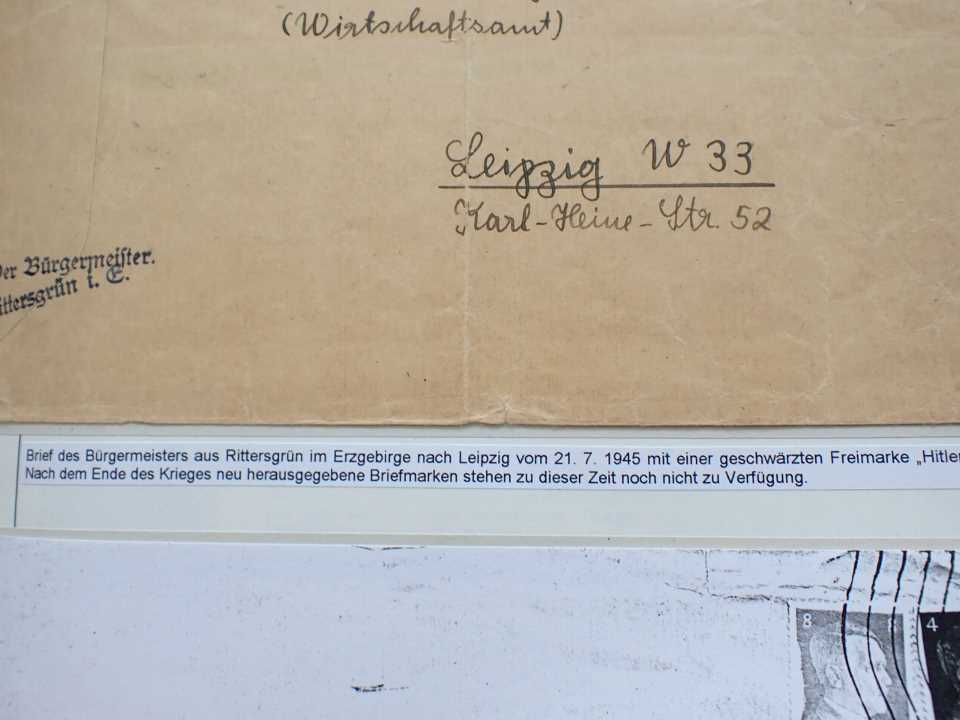 (Wirtschaftsamt)
Leipzig W 33
Karl-Heine-Str. 52
Der Bürgermeister.
Rittersgrün i. E.
Brief des Bürgermeisters aus Rittersgrün im Erzgebirge nach Leipzig vom 21. 7. 1945 mit einer geschwärzten Freimarke „Hitler
Nach dem Ende des Krieges neu herausgegebene Briefmarken stehen zu dieser Zeit noch nicht zu Verfügung.
8 8 4